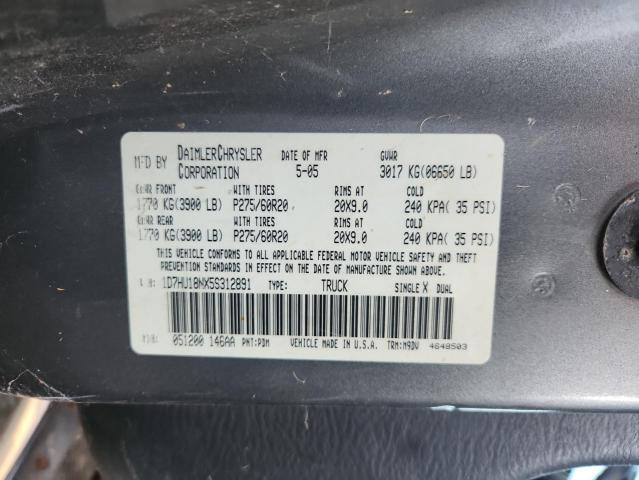 MFD BY DAIMLERCHRYSLER CORPORATION DATE OF MFR 5-05 GVWR 3017 KG(06650 LB)
GAWR FRONT WITH TIRES RIMS AT COLD
1770 KG(3900 LB) P275/60R20 20X9.0 240 KPA( 35 PSI)
GAWR REAR WITH TIRES RIMS AT COLD
1770 KG(3900 LB) P275/60R20 20X9.0 240 KPA( 35 PSI)
THIS VEHICLE CONFORMS TO ALL APPLICABLE FEDERAL MOTOR VEHICLE SAFETY AND THEFT
PREVENTION STANDARDS IN EFFECT ON THE DATE OF MANUFACTURE SHOWN ABOVE.
1D7HU18NX5S312891 TYPE: TRUCK SINGLE X DUAL
051200 146AA PNT:PDM VEHICLE MADE IN U.S.A. TRM:M9DV 4648503